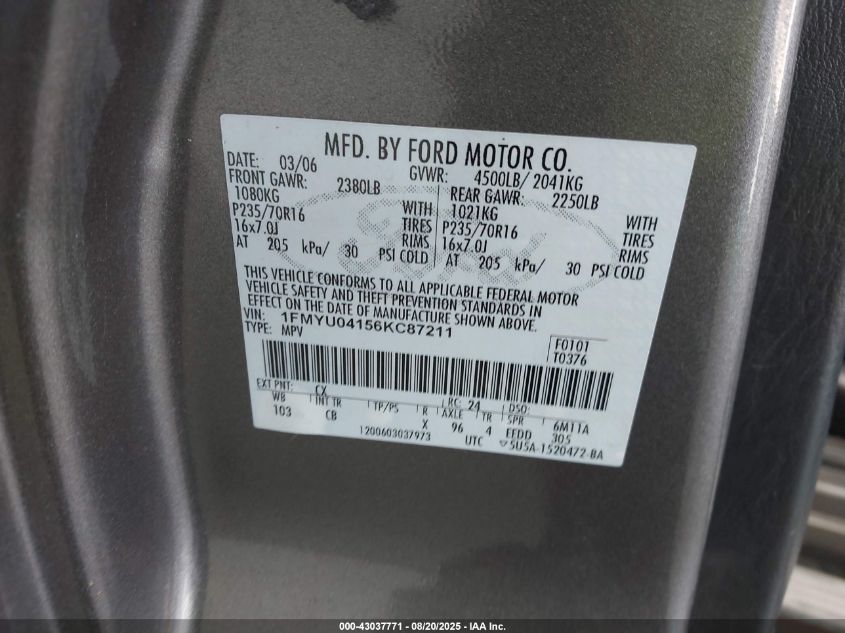 MFD. BY FORD MOTOR CO.
DATE: 03/06 GVWR: 4500LB/ 2041KG
FRONT GAWR: 2380LB REAR GAWR: 2250LB
1080KG WITH 1021KG WITH
P235/70R16 TIRES P235/70R16 TIRES
16x7.0J RIMS 16x7.0J RIMS
AT 205 kPa/ 30 PSI COLD AT 205 kPa/ 30 PSI COLD
THIS VEHICLE CONFORMS TO ALL APPLICABLE FEDERAL MOTOR
VEHICLE SAFETY AND THEFT PREVENTION STANDARDS IN
EFFECT ON THE DATE OF MANUFACTURE SHOWN ABOVE.
VIN: 1FMYU04156KC87211
TYPE: MPV
F0101
T0376
EXT PNT: CX RC: 24 DSO:
WB INT TR TP/PS R AXLE TR SPR 6M11A
103 CB X 96 4 EFDD 305
1200603037973 UTC 5U5A-1520472-BA
Ford
000-43037771 - 08/20/2025 - IAA Inc.